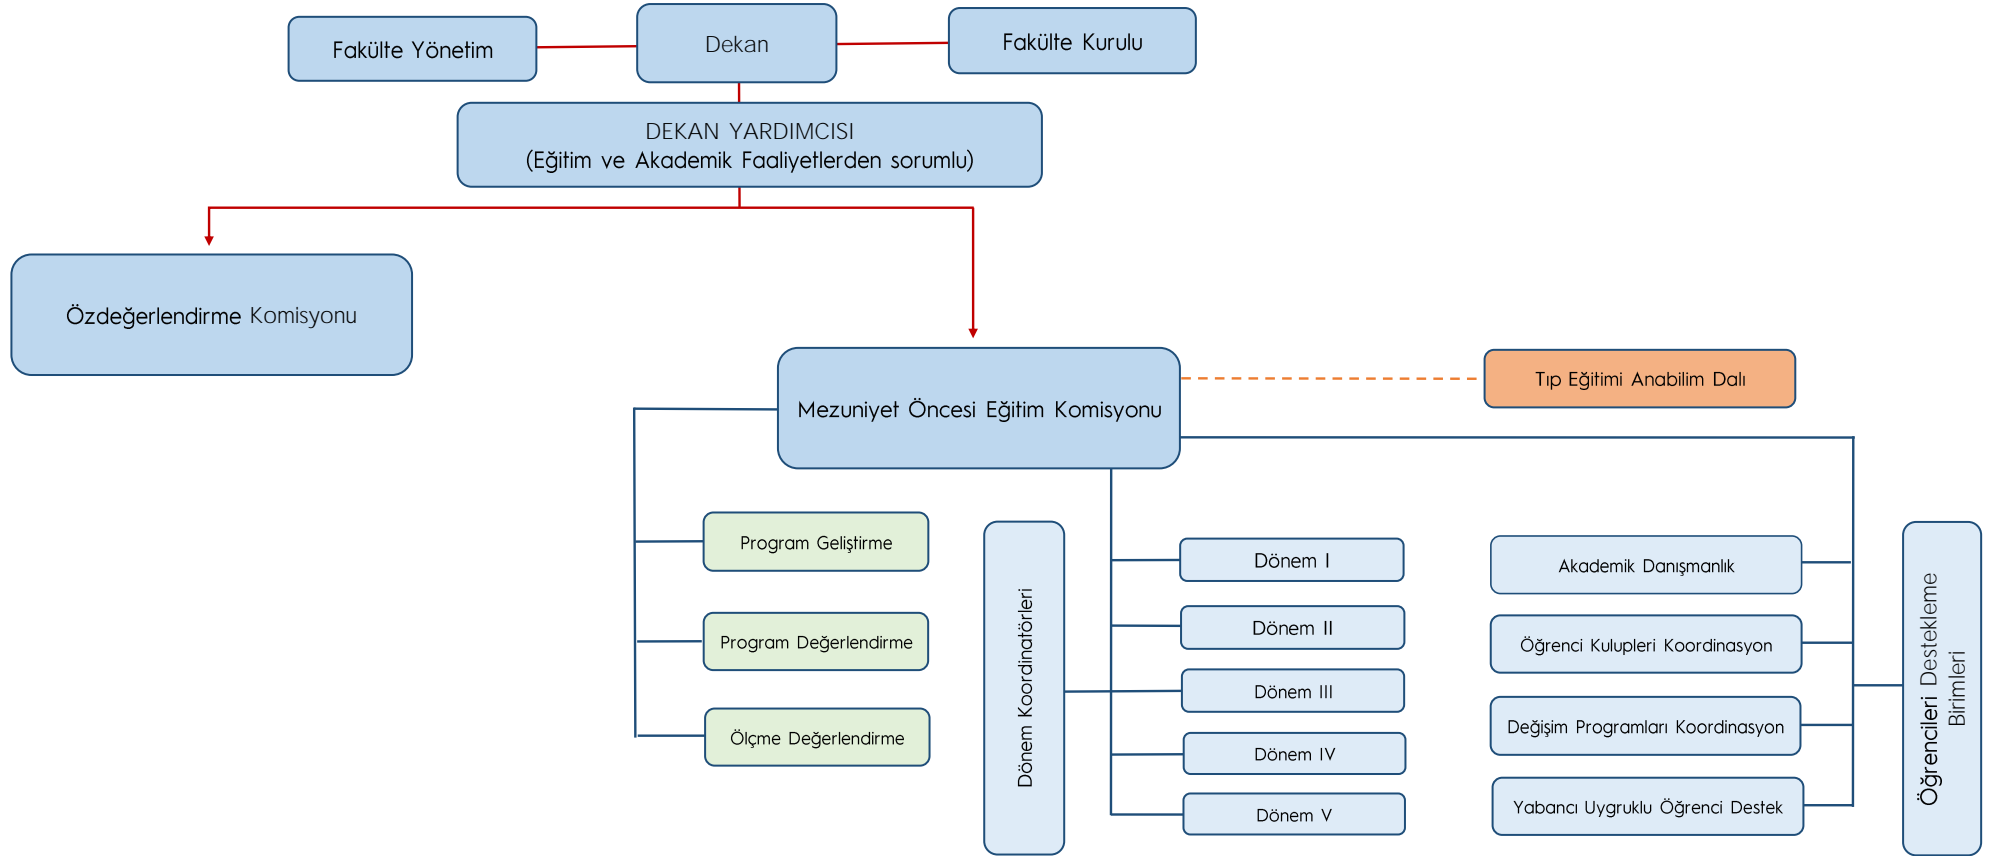 Fakülte Yönetim
Dekan
Fakülte Kurulu
DEKAN YARDIMCISI
(Eğitim ve Akademik Faaliyetlerden sorumlu)
Özdeğerlendirme Komisyonu
Mezuniyet Öncesi Eğitim Komisyonu
Tıp Eğitimi Anabilim Dalı
Program Geliştirme
Program Değerlendirme
Ölçme Değerlendirme
Dönem Koordinatörleri
Dönem I
Dönem II
Dönem III
Dönem IV
Dönem V
Akademik Danışmanlık
Öğrenci Kulupleri Koordinasyon
Değişim Programları Koordinasyon
Yabancı Uygruklu Öğrenci Destek
Öğrencileri Destekleme
Birimleri